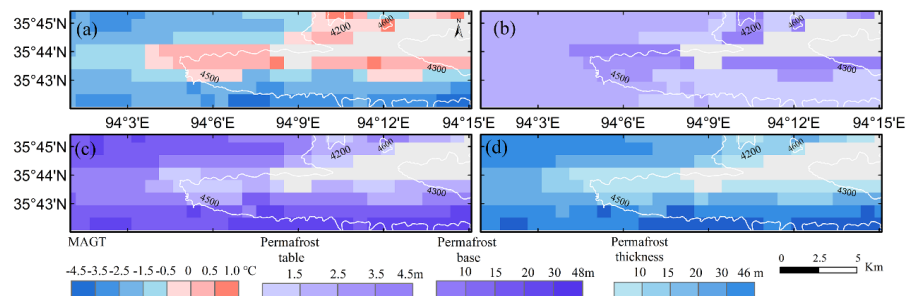 35°45'N (a) 4200 4600 N (b) 4200 4600
35°44'N
35°43'N 4500 4300 4500 4300
94°3'E 94°6'E 94°9'E 94°12'E 94°15'E 94°3'E 94°6'E 94°9'E 94°12'E 94°15'E
35°45'N (c) 4200 4600 (d) 4200 4600
35°44'N
35°43'N 4500 4300 4500 4300
MAGT Permafrost table Permafrost base Permafrost thickness
-4.5 -3.5 -2.5 -1.5 -0.5 0 0.5 1.0 °C 1.5 2.5 3.5 4.5m 10 15 20 30 48m 10 15 20 30 46 m 0 2.5 5 Km